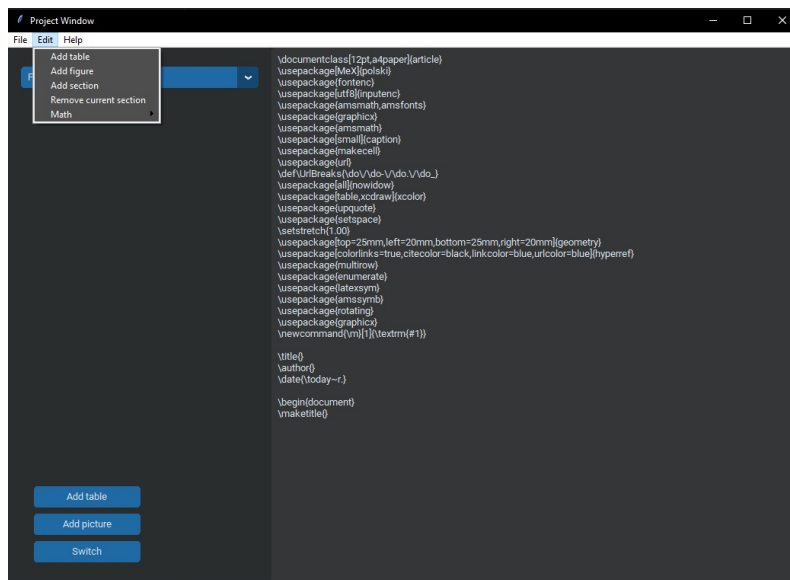 Project Window
File Edit Help
Add table
Add figure
Add section
Remove current section
Math
\documentclass[12pt,a4paper]{article}
\usepackage[MeX]{polski}
\usepackage{fontenc}
\usepackage[utf8]{inputenc}
\usepackage{amsmath,amsfonts}
\usepackage{graphicx}
\usepackage{amsmath}
\usepackage[small]{caption}
\usepackage{makecell}
\usepackage{url}
\def\UrlBreaks{\do\/\do-\/\do.\/\do_}
\usepackage[all]{nowidow}
\usepackage[table,xcdraw]{xcolor}
\usepackage{upquote}
\usepackage{setspace}
\setstretch{1.00}
\usepackage[top=25mm,left=20mm,bottom=25mm,right=20mm]{geometry}
\usepackage[colorlinks=true,citecolor=black,linkcolor=blue,urlcolor=blue]{hyperref}
\usepackage{multirow}
\usepackage{enumerate}
\usepackage{latexsym}
\usepackage{amssymb}
\usepackage{rotating}
\usepackage{graphicx}
\newcommand{\m}[1]{\textrm{#1}}
\title{}
\author{}
\date{\today~r.}
\begin{document}
\maketitle{}
Add table
Add picture
Switch